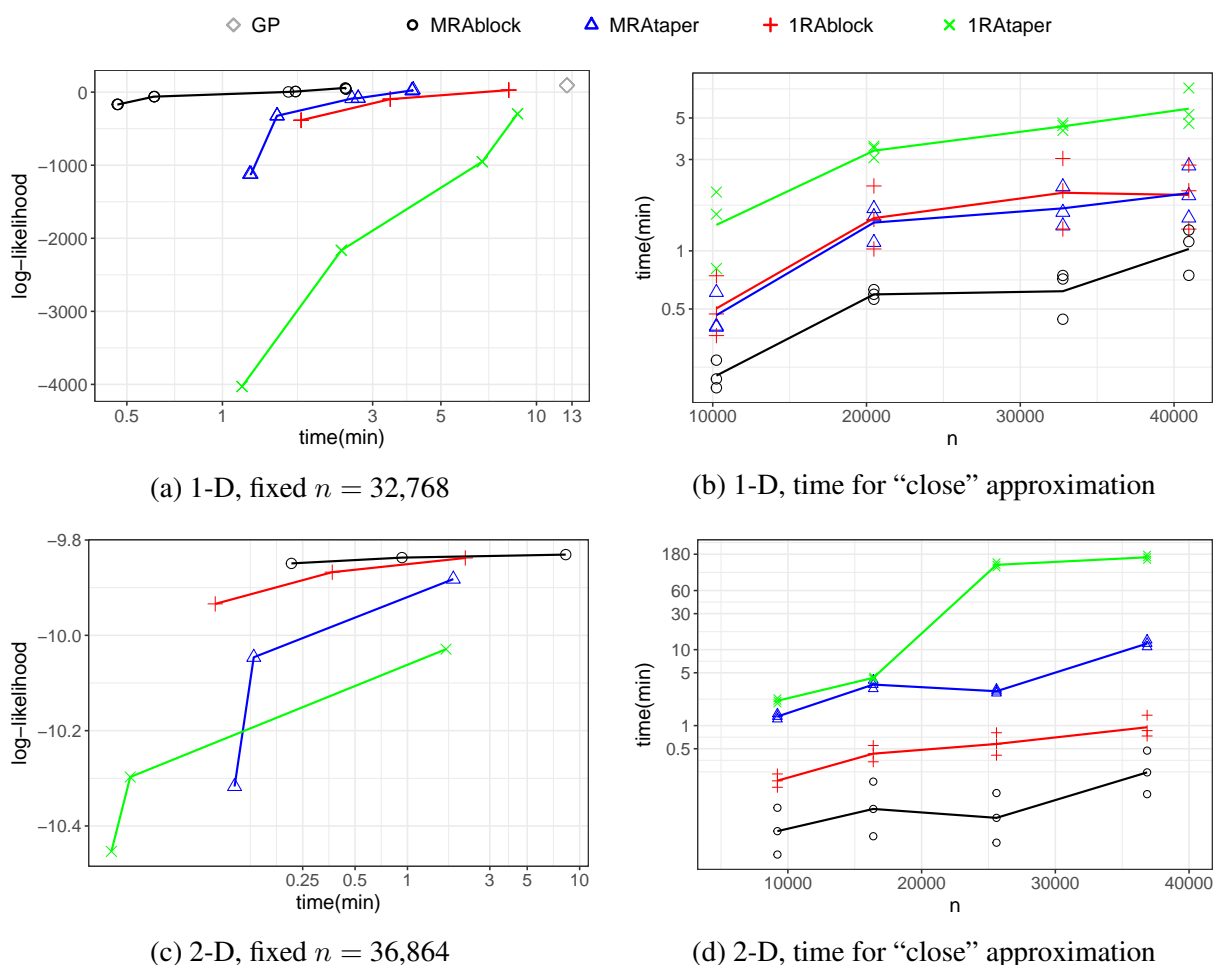 GP MRAblock MRAtaper 1RAblock 1RAtaper
0
−1000
−2000
−3000
−4000
log−likelihood
0.5 1 3 5 10 13
time(min)
(a) 1-D, fixed n = 32,768
5
3
1
0.5
time(min)
10000 20000 30000 40000
n
(b) 1-D, time for “close” approximation
−9.8
−10.0
−10.2
−10.4
log−likelihood
0.25 0.5 1 3 5 10
time(min)
(c) 2-D, fixed n = 36,864
180
60
30
10
5
1
0.5
time(min)
10000 20000 30000 40000
n
(d) 2-D, time for “close” approximation